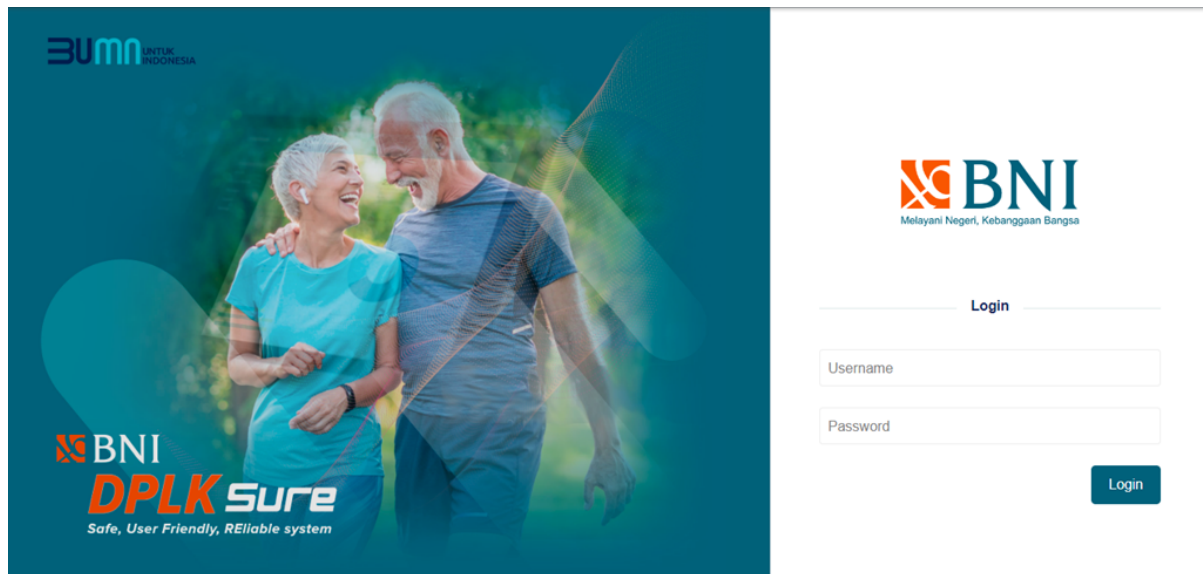 BUMN UNTUK
INDONESIA
BNI
DPLK Sure
Safe, User Friendly, REliable system
BNI
Melayani Negeri, Kebanggaan Bangsa
Login
Username
Password
Login